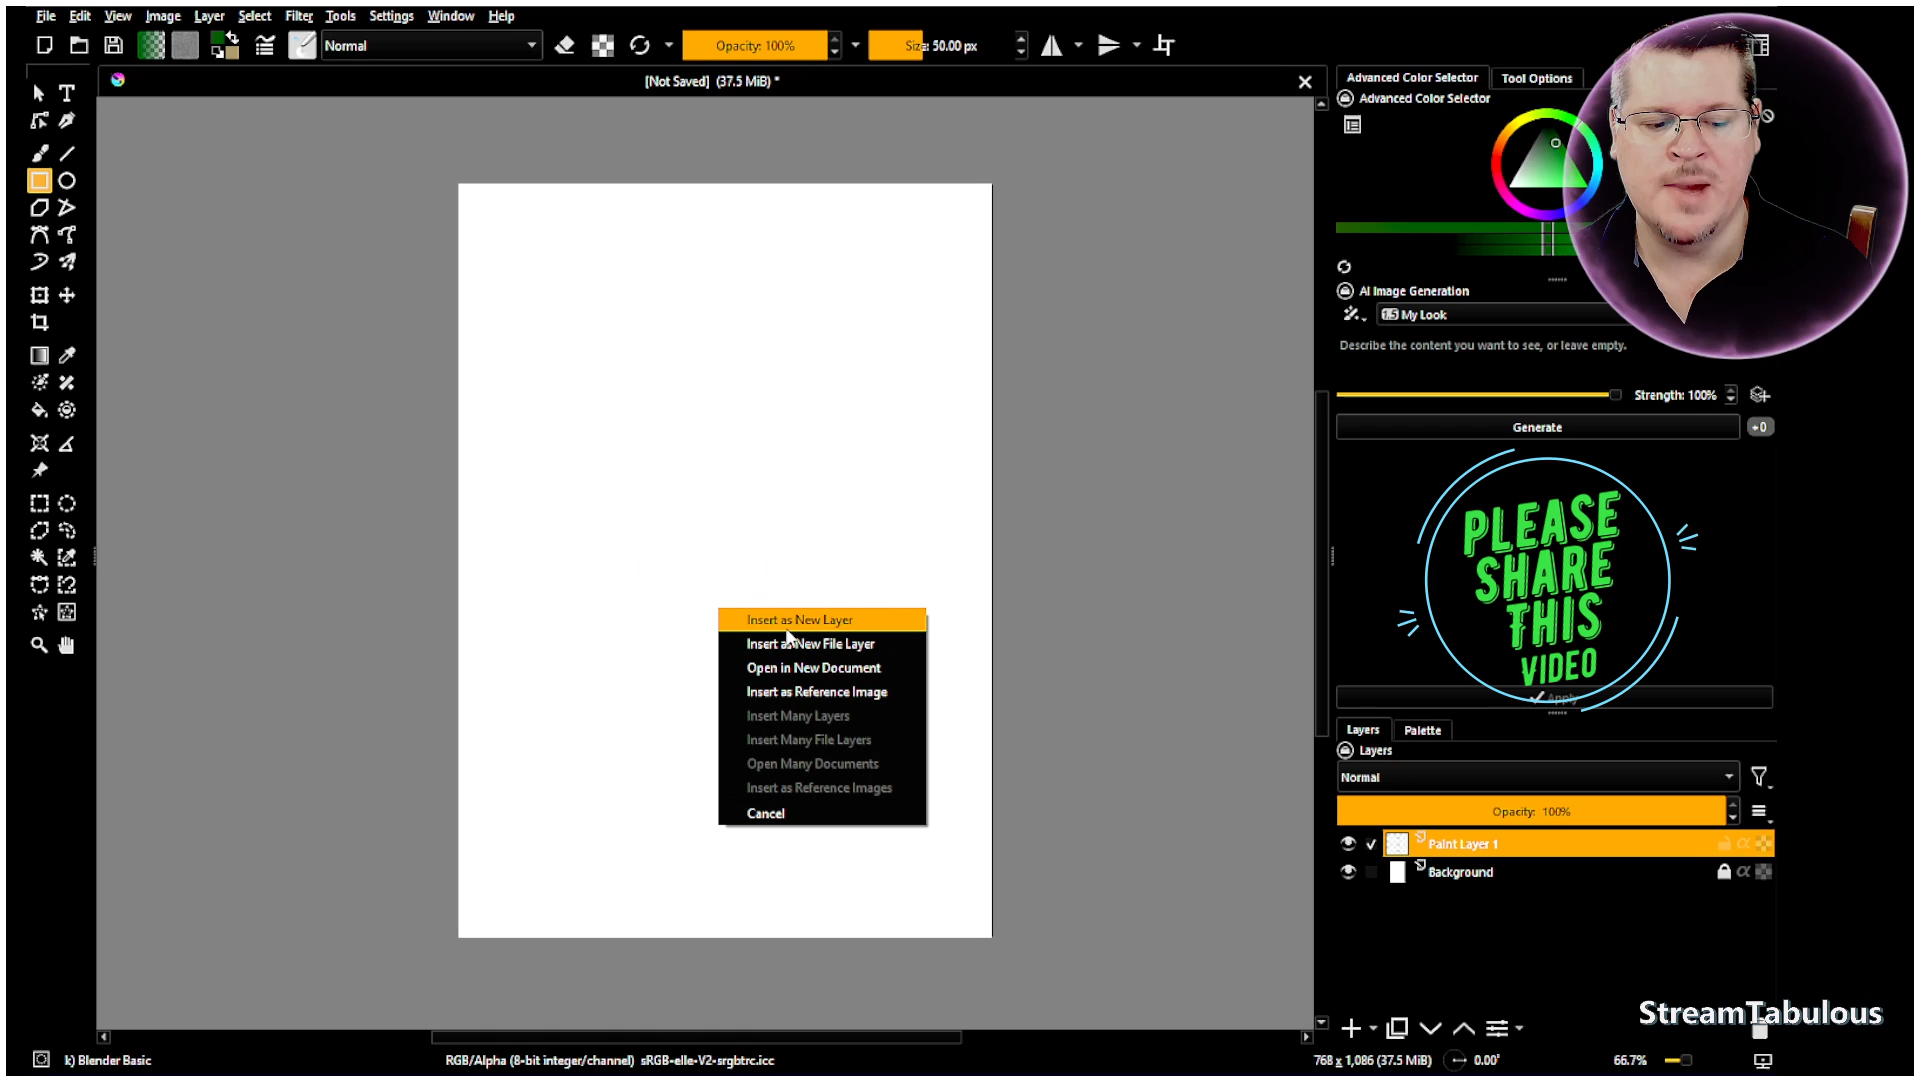 File Edit View Image Layer Select Filter Tools Settings Window Help
Normal
Opacity: 100%
Size: 50.00 px
[Not Saved] (37.5 MiB) *
Advanced Color Selector
Tool Options
Advanced Color Selector
AI Image Generation
1.5 My Look
Describe the content you want to see, or leave empty.
Strength: 100%
Generate
+0
PLEASE
SHARE
THIS
VIDEO
Apply
Insert as New Layer
Insert as New File Layer
Open in New Document
Insert as Reference Image
Insert Many Layers
Insert Many File Layers
Open Many Documents
Insert as Reference Images
Cancel
Layers
Palette
Layers
Normal
Opacity: 100%
Paint Layer 1
Background
StreamTabulous
k) Blender Basic
RGB/Alpha (8-bit integer/channel) sRGB-elle-V2-srgbtrc.icc
768 x 1,086 (37.5 MiB)
0.00°
66.7%